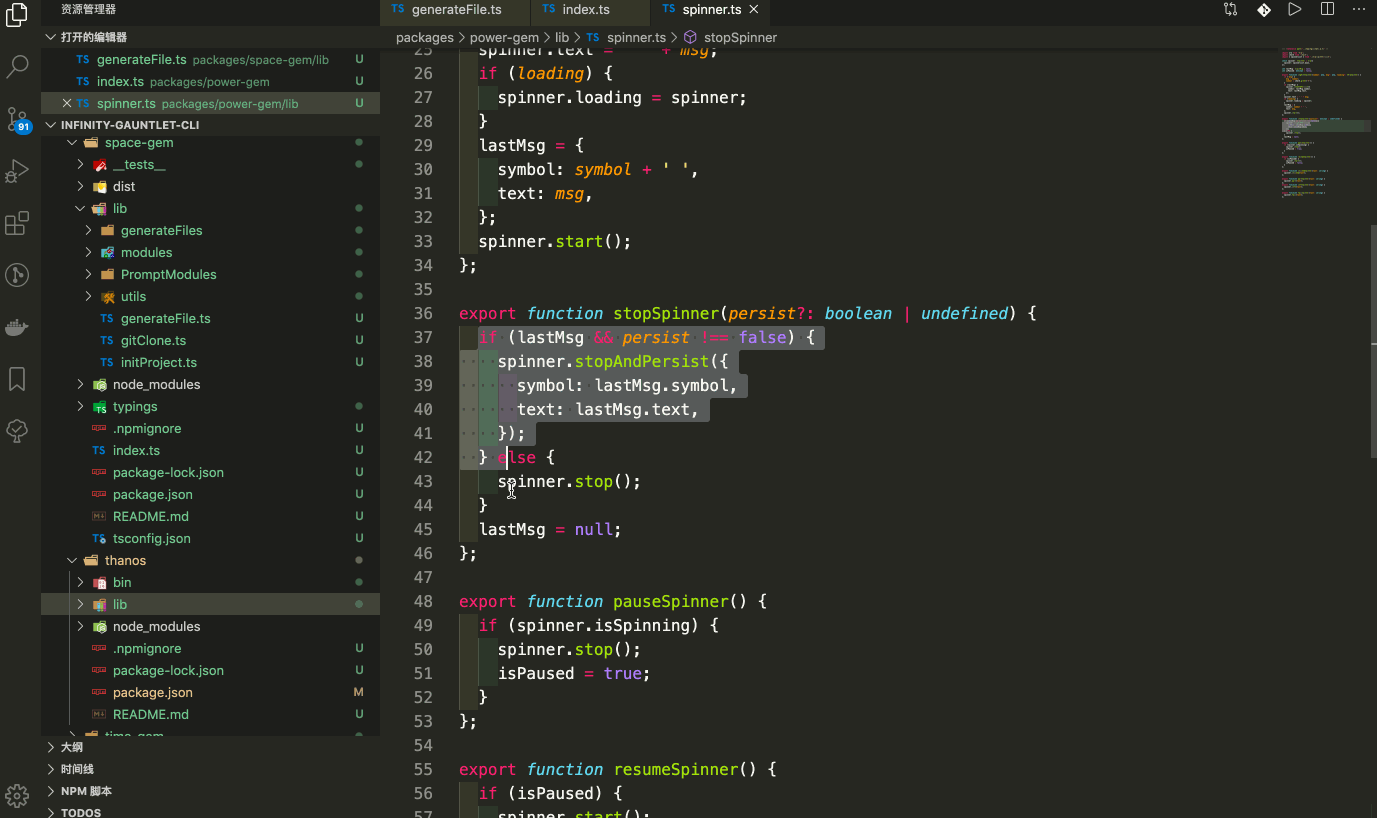 资源管理器
打开的编辑器
TS generateFile.ts packages/space-gem/lib U
TS index.ts packages/power-gem U
TS spinner.ts packages/power-gem/lib U
INFINITY-GAUNTLET-CLI
space-gem
__tests__
dist
lib
generateFiles
modules
PromptModules
utils
TS generateFile.ts U
TS gitClone.ts U
TS initProject.ts U
node_modules
typings
.npmignore U
TS index.ts U
package-lock.json U
package.json U
README.md U
tsconfig.json U
thanos
bin
lib
node_modules
.npmignore U
package-lock.json U
package.json M
README.md U
time-gem
大纲
时间线
NPM 脚本
TODOS
91
TS generateFile.ts TS index.ts TS spinner.ts
packages > power-gem > lib > TS spinner.ts > stopSpinner
25 spinner.text = + msg;
26 if (loading) {
27 spinner.loading = spinner;
28 }
29 lastMsg = {
30 symbol: symbol + ' ',
31 text: msg,
32 };
33 spinner.start();
34 };
35
36 export function stopSpinner(persist?: boolean | undefined) {
37 if (lastMsg && persist !== false) {
38 spinner.stopAndPersist({
39 symbol: lastMsg.symbol,
40 text: lastMsg.text,
41 });
42 } else {
43 spinner.stop();
44 }
45 lastMsg = null;
46 };
47
48 export function pauseSpinner() {
49 if (spinner.isSpinning) {
50 spinner.stop();
51 isPaused = true;
52 }
53 };
54
55 export function resumeSpinner() {
56 if (isPaused) {
57 spinner.start();